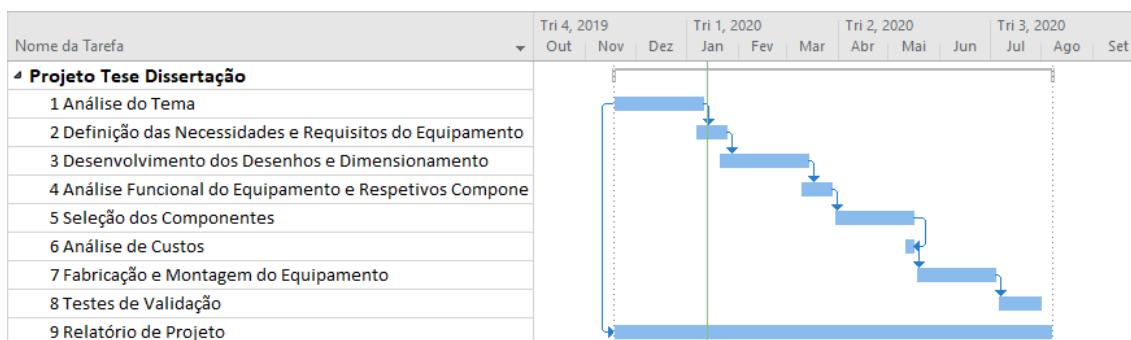 Tri 4, 2019 Tri 1, 2020 Tri 2, 2020 Tri 3, 2020
Nome da Tarefa Out Nov Dez Jan Fev Mar Abr Mai Jun Jul Ago Set
Projeto Tese Dissertação
1 Análise do Tema
2 Definição das Necessidades e Requisitos do Equipamento
3 Desenvolvimento dos Desenhos e Dimensionamento
4 Análise Funcional do Equipamento e Respetivos Compone
5 Seleção dos Componentes
6 Análise de Custos
7 Fabricação e Montagem do Equipamento
8 Testes de Validação
9 Relatório de Projeto